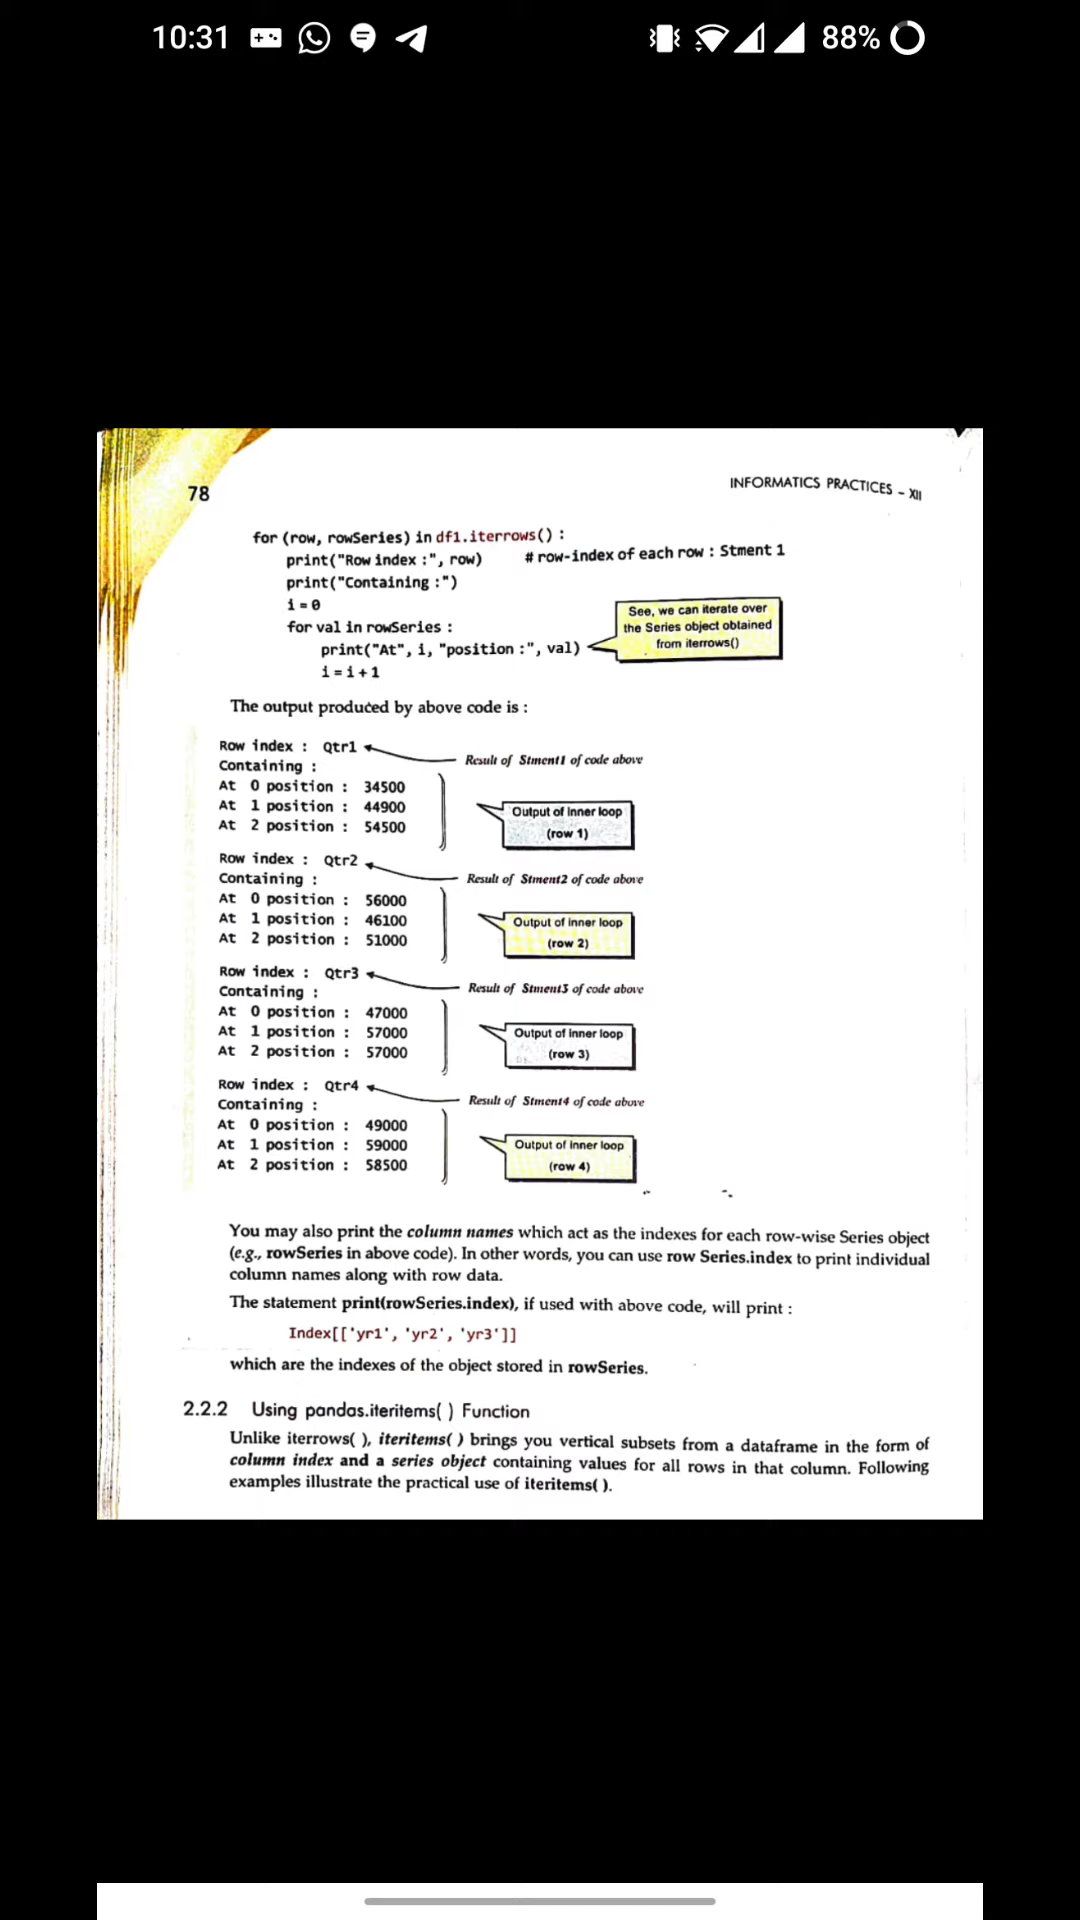 10:31 88%
78 INFORMATICS PRACTICES – XII
for (row, rowSeries) in df1.iterrows() :
print("Row index :", row) # row-index of each row : Stment 1
print("Containing :")
i = 0
for val in rowSeries :
print("At", i, "position :", val)
i = i + 1
See, we can iterate over
the Series object obtained
from iterrows()
The output produced by above code is :
Row index : Qtr1
Result of Stment1 of code above
Containing :
At 0 position : 34500
At 1 position : 44900
At 2 position : 54500
Output of inner loop
(row 1)
Row index : Qtr2
Result of Stment2 of code above
Containing :
At 0 position : 56000
At 1 position : 46100
At 2 position : 51000
Output of inner loop
(row 2)
Row index : Qtr3
Result of Stment3 of code above
Containing :
At 0 position : 47000
At 1 position : 57000
At 2 position : 57000
Output of inner loop
(row 3)
Row index : Qtr4
Result of Stment4 of code above
Containing :
At 0 position : 49000
At 1 position : 59000
At 2 position : 58500
Output of inner loop
(row 4)
You may also print the column names which act as the indexes for each row-wise Series object
(e.g., rowSeries in above code). In other words, you can use row Series.index to print individual
column names along with row data.
The statement print(rowSeries.index), if used with above code, will print :
Index[['yr1', 'yr2', 'yr3']]
which are the indexes of the object stored in rowSeries.
2.2.2 Using pandas.iteritems( ) Function
Unlike iterrows( ), iteritems( ) brings you vertical subsets from a dataframe in the form of
column index and a series object containing values for all rows in that column. Following
examples illustrate the practical use of iteritems( ).